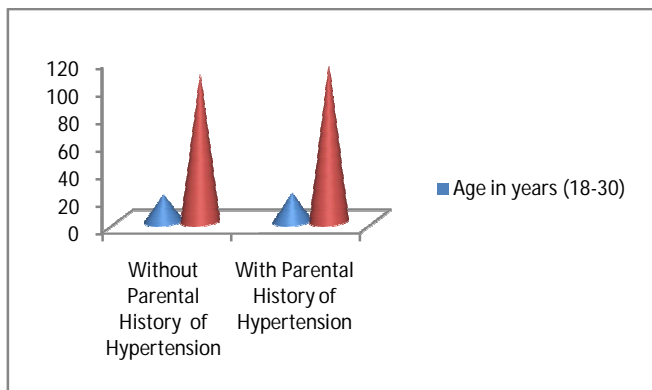 120
100
80
60
40
20
0
Without
Parental
History of
Hypertension
With Parental
History of
Hypertension
Age in years (18-30)